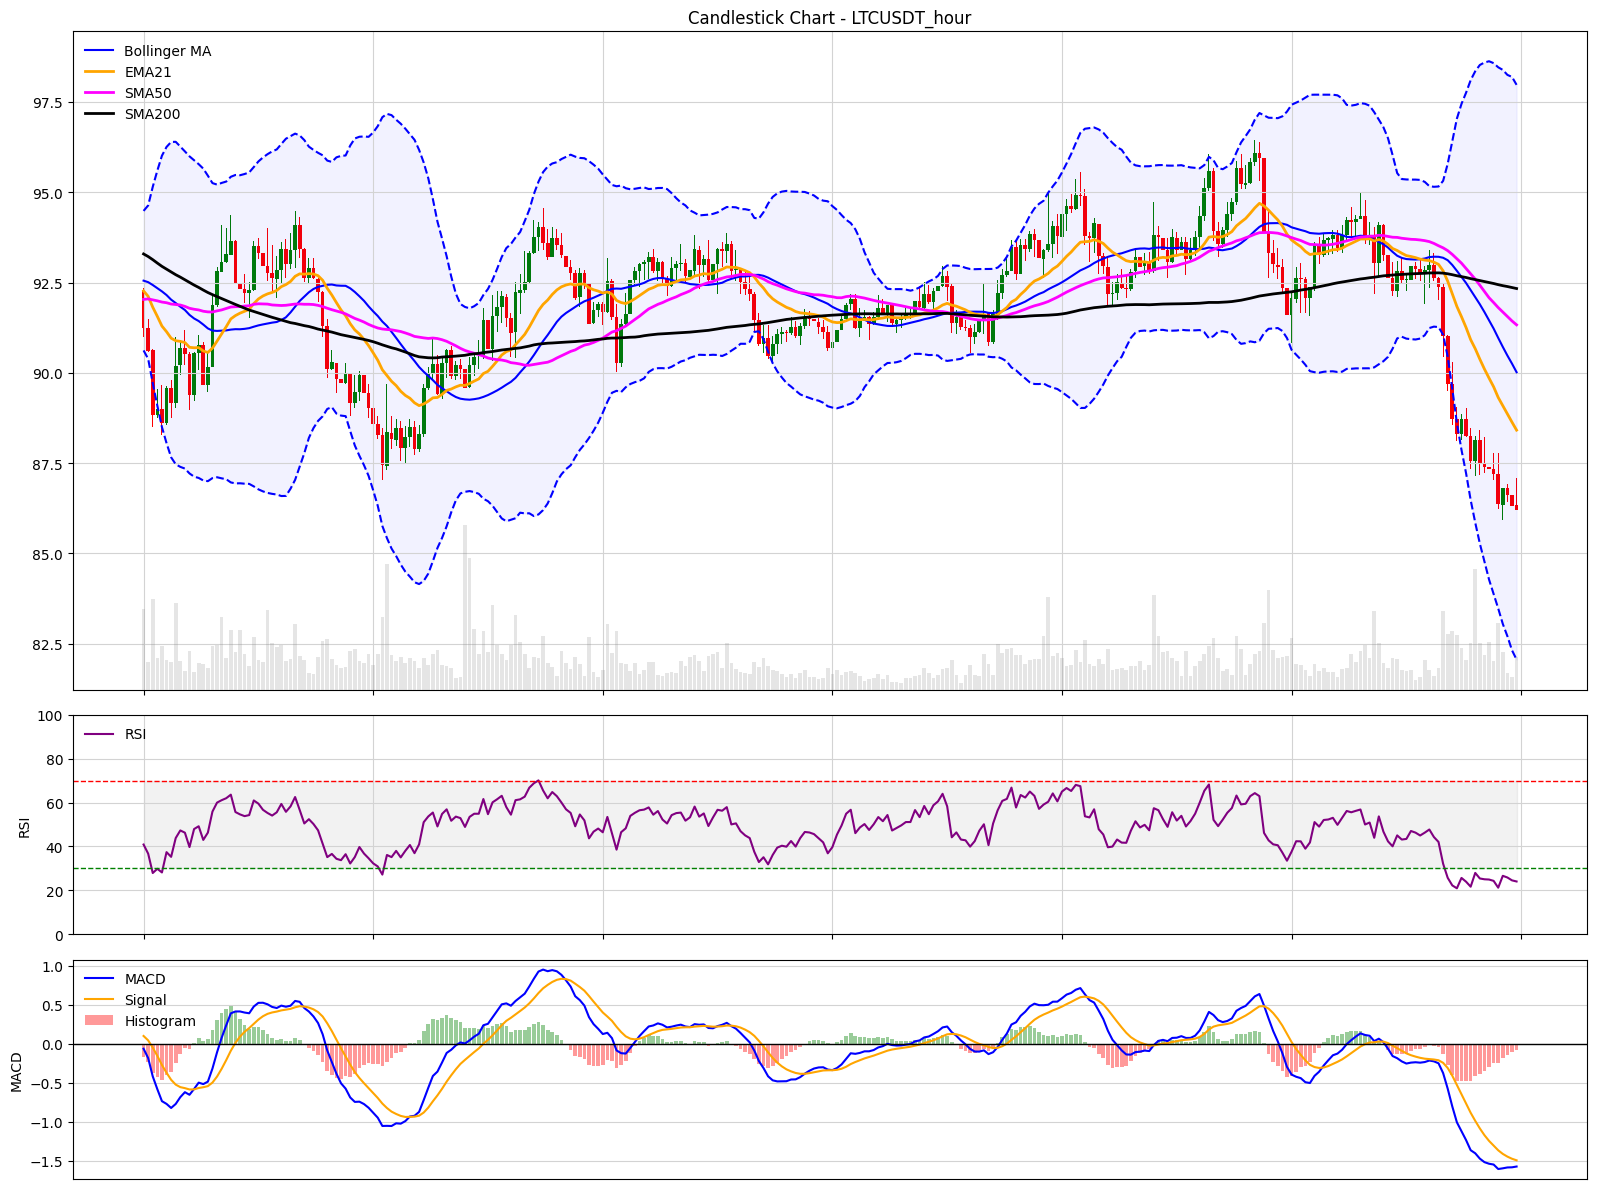 Candlestick Chart - LTCUSDT_hour
Bollinger MA
EMA21
SMA50
SMA200
97.5
95.0
92.5
90.0
87.5
85.0
82.5
100
80
60
40
20
0
RSI
RSI
1.0
0.5
0.0
−0.5
−1.0
−1.5
MACD
MACD
Signal
Histogram